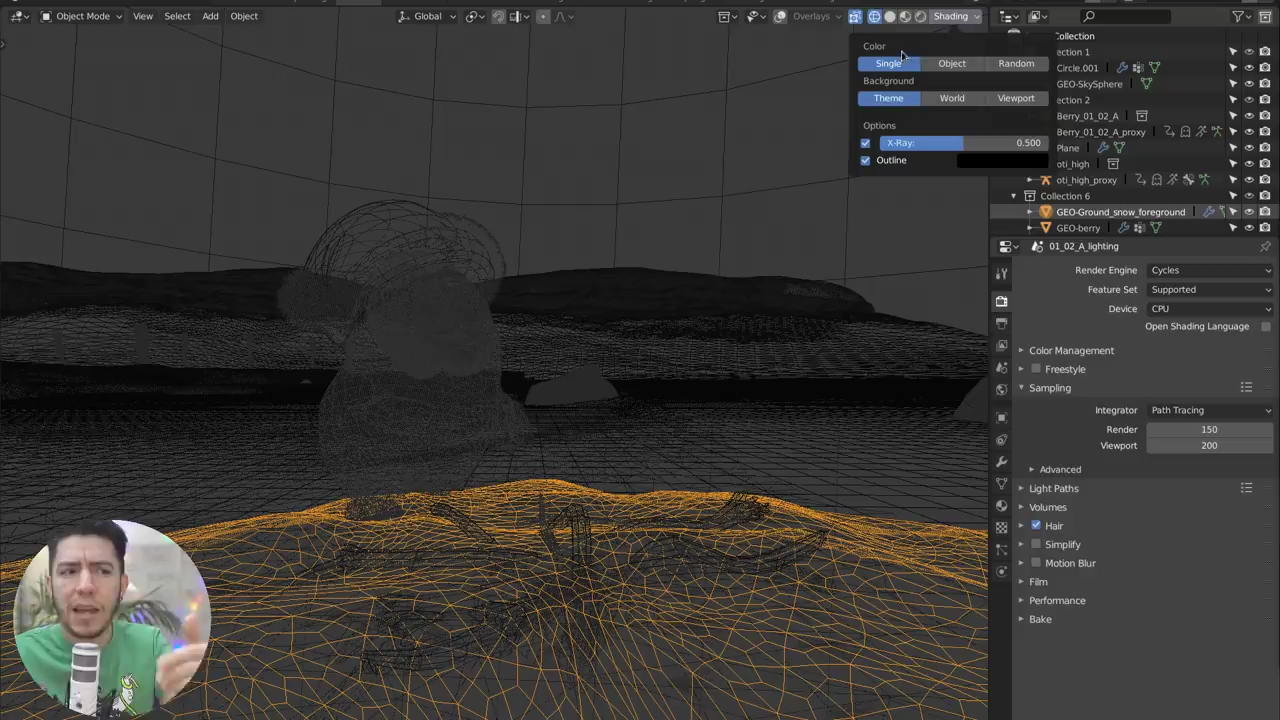 Object Mode View Select Add Object Global Overlays Shading
Color
Single Object Random
Background
Theme World Viewport
Options
X-Ray: 0.500
Outline
Collection
ection 1
Circle.001
GEO-SkySphere
ection 2
Berry_01_02_A
Berry_01_02_A_proxy
Plane
oti_high
oti_high_proxy
Collection 6
GEO-Ground_snow_foreground
GEO-berry
01_02_A_lighting
Render Engine Cycles
Feature Set Supported
Device CPU
Open Shading Language
Color Management
Freestyle
Sampling
Integrator Path Tracing
Render 150
Viewport 200
Advanced
Light Paths
Volumes
Hair
Simplify
Motion Blur
Film
Performance
Bake